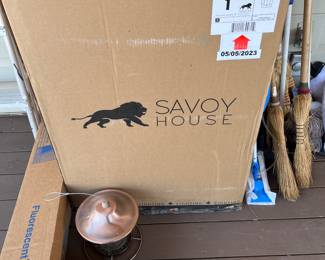 1
05/05/2023
SAVOY
HOUSE
Fluorescent